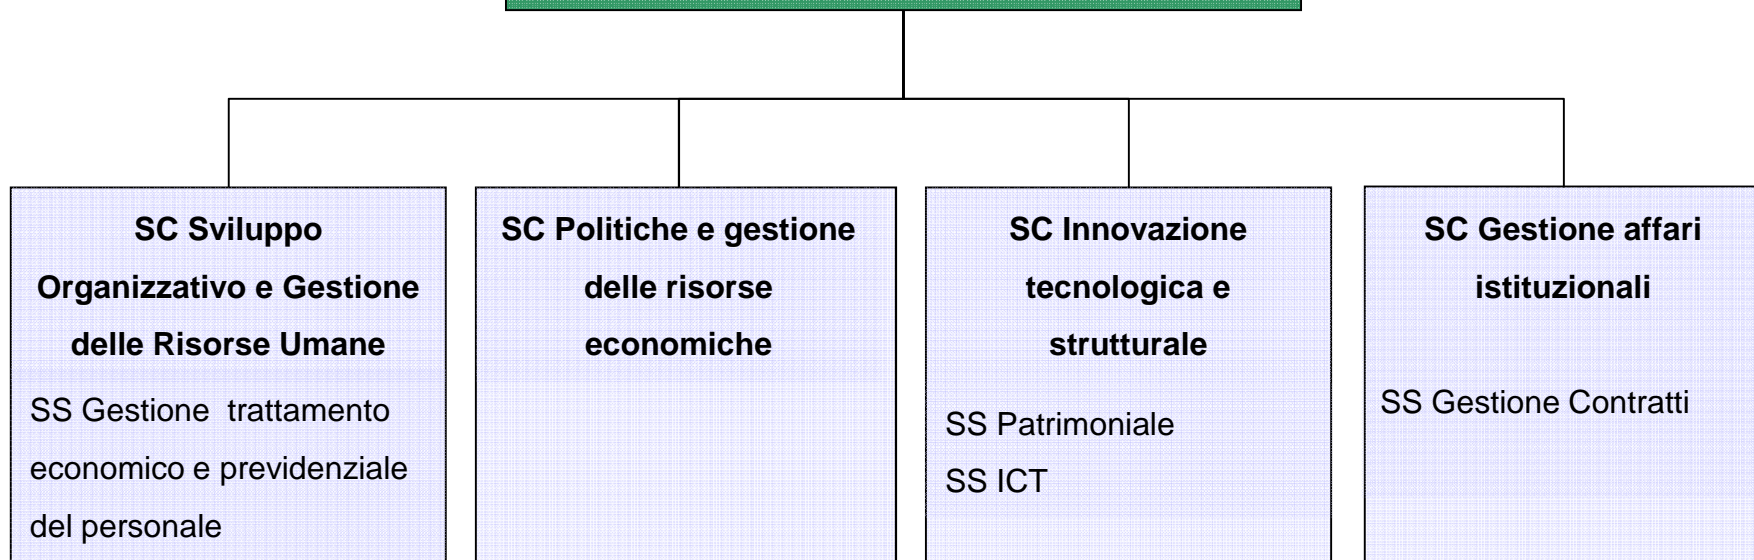 SC Sviluppo
Organizzativo e Gestione
delle Risorse Umane
SS Gestione trattamento
economico e previdenziale
del personale
SC Politiche e gestione
delle risorse
economiche
SC Innovazione
tecnologica e
strutturale
SS Patrimoniale
SS ICT
SC Gestione affari
istituzionali
SS Gestione Contratti